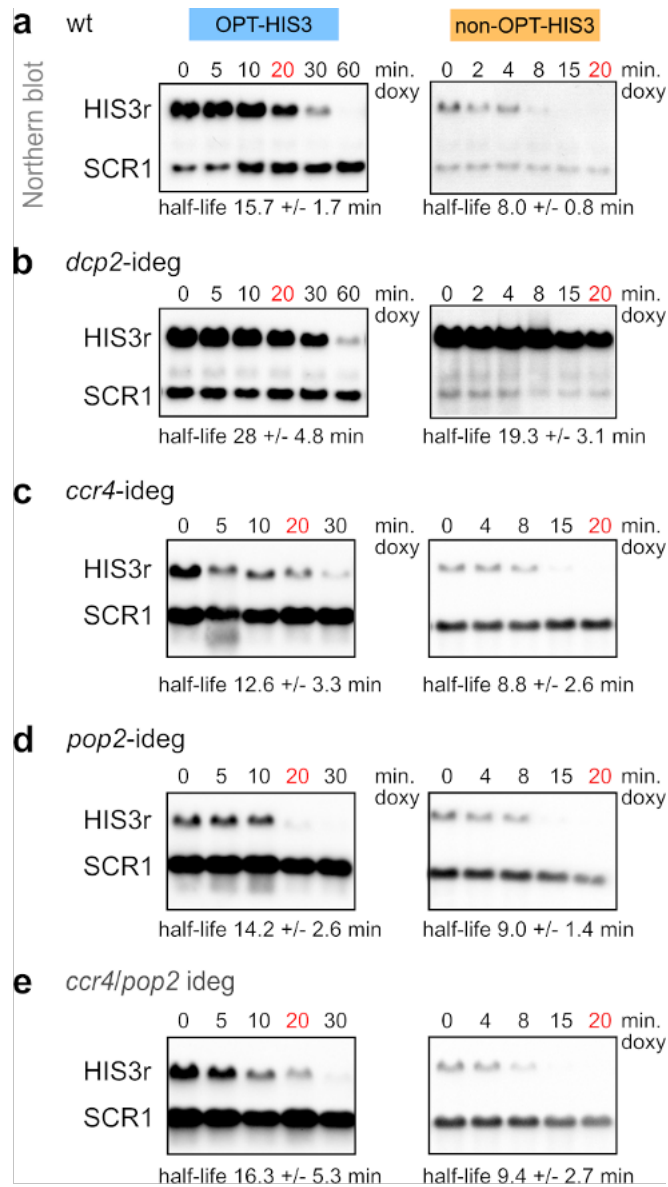 a wt OPT-HIS3 non-OPT-HIS3
Northern blot
0 5 10 20 30 60 min. doxy 0 2 4 8 15 20 min. doxy
HIS3r
SCR1
half-life 15.7 +/- 1.7 min half-life 8.0 +/- 0.8 min
b dcp2-ideg
0 5 10 20 30 60 min. doxy 0 2 4 8 15 20 min. doxy
HIS3r
SCR1
half-life 28 +/- 4.8 min half-life 19.3 +/- 3.1 min
c ccr4-ideg
0 5 10 20 30 min. doxy 0 4 8 15 20 min. doxy
HIS3r
SCR1
half-life 12.6 +/- 3.3 min half-life 8.8 +/- 2.6 min
d pop2-ideg
0 5 10 20 30 min. doxy 0 4 8 15 20 min. doxy
HIS3r
SCR1
half-life 14.2 +/- 2.6 min half-life 9.0 +/- 1.4 min
e ccr4/pop2 ideg
0 5 10 20 30 min. doxy 0 4 8 15 20 min. doxy
HIS3r
SCR1
half-life 16.3 +/- 5.3 min half-life 9.4 +/- 2.7 min